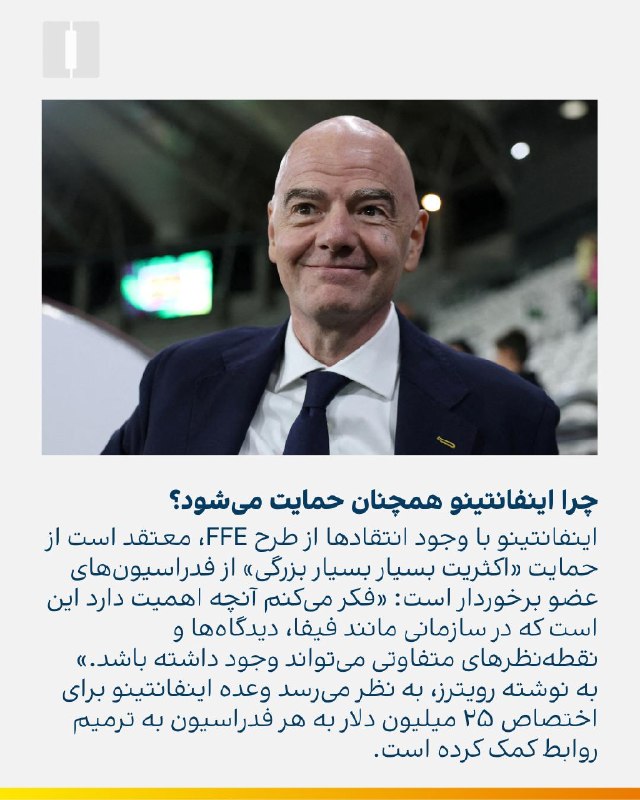 چرا اینفانتینو همچنان حمایت می‌شود؟
اینفانتینو با وجود انتقادها از طرح FFE، معتقد است از
حمایت «اکثریت بسیار بسیار بزرگی» از فدراسیون‌های
عضو برخوردار است: «فکر می‌کنم آنچه اهمیت دارد این
است که در سازمانی مانند فیفا، دیدگاه‌ها و
نقطه‌نظرهای متفاوتی می‌تواند وجود داشته باشد.»
به نوشته رویترز، به نظر می‌رسد وعده اینفانتینو برای
اختصاص ۲۵ میلیون دلار به هر فدراسیون به ترمیم
روابط کمک کرده است.